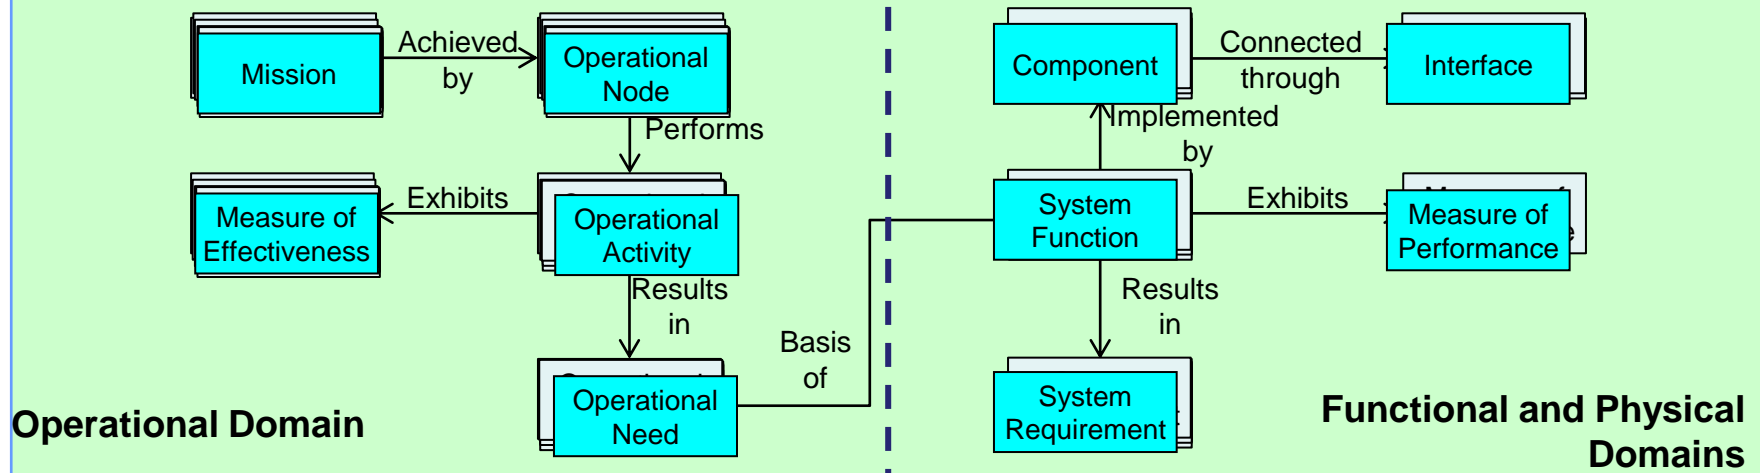 Mission
Achieved
by
Operational
Node
Performs
Measure of
Effectiveness
Exhibits
Operational
Activity
Results
in
Operational
Need
Basis
of
Operational Domain
Component
Connected
through
Interface
Implemented
by
System
Function
Exhibits
Measure of
Performance
Results
in
System
Requirement
Functional and Physical
Domains